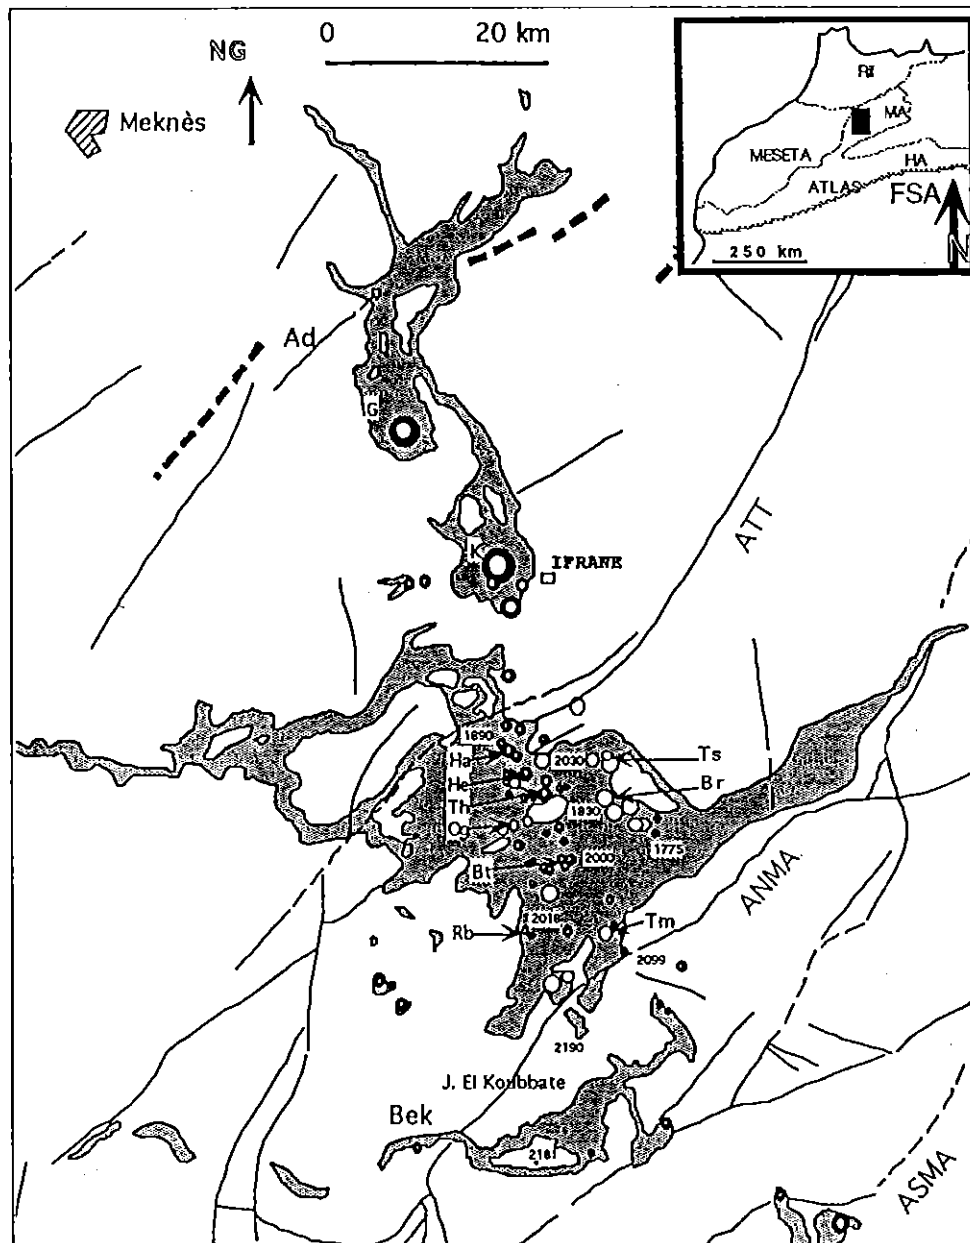 0 20 km
NG
Meknès
RI
MA
MESETA
HA
ATLAS
FSA
250 km
N
Ad
G
K
IFRANE
ATT
1890
Ha
2030
Ts
He
Br
Th
1830
Og
1775
Bt
2000
ANMA
2018
Rb
Tm
2099
2190
J. El Koubbate
Bek
218
ASMA